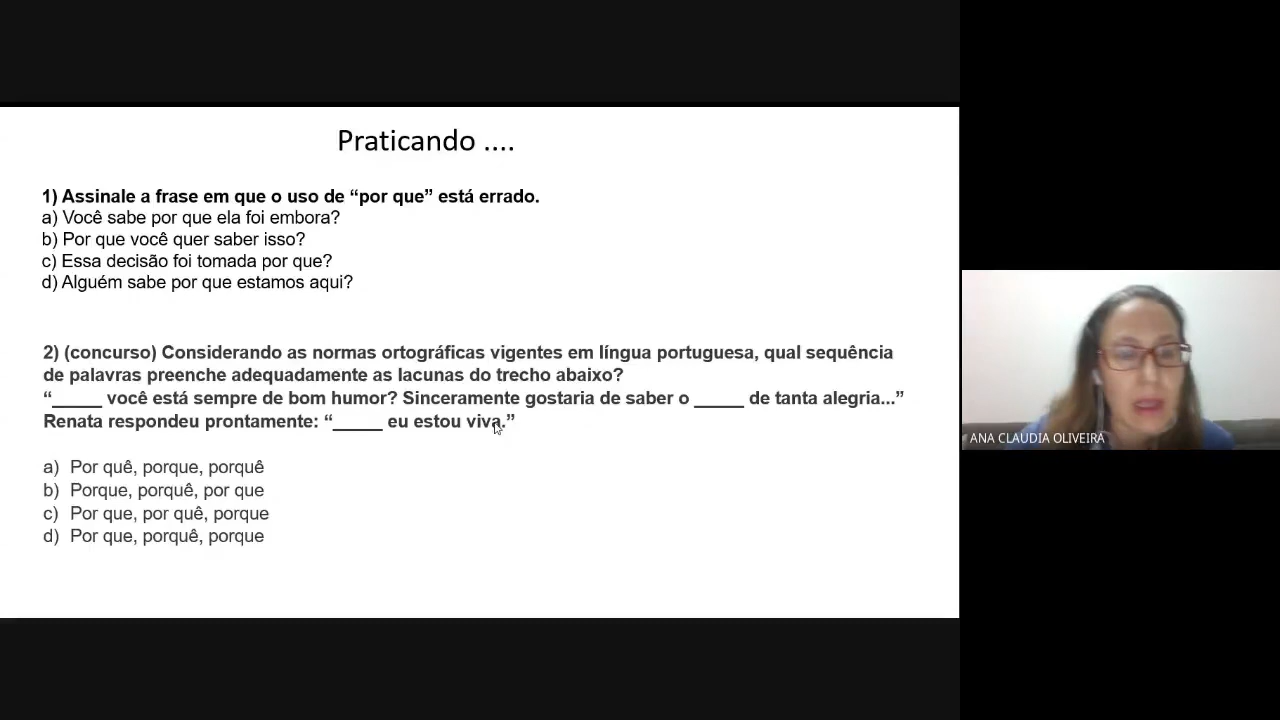 Praticando ....
1) Assinale a frase em que o uso de “por que” está errado.
a) Você sabe por que ela foi embora?
b) Por que você quer saber isso?
c) Essa decisão foi tomada por que?
d) Alguém sabe por que estamos aqui?
2) (concurso) Considerando as normas ortográficas vigentes em língua portuguesa, qual sequência
de palavras preenche adequadamente as lacunas do trecho abaixo?
“_____ você está sempre de bom humor? Sinceramente gostaria de saber o _____ de tanta alegria...”
Renata respondeu prontamente: “_____ eu estou viva.”
a) Por quê, porque, porquê
b) Porque, porquê, por que
c) Por que, por quê, porque
d) Por que, porquê, porque
ANA CLAUDIA OLIVEIRA